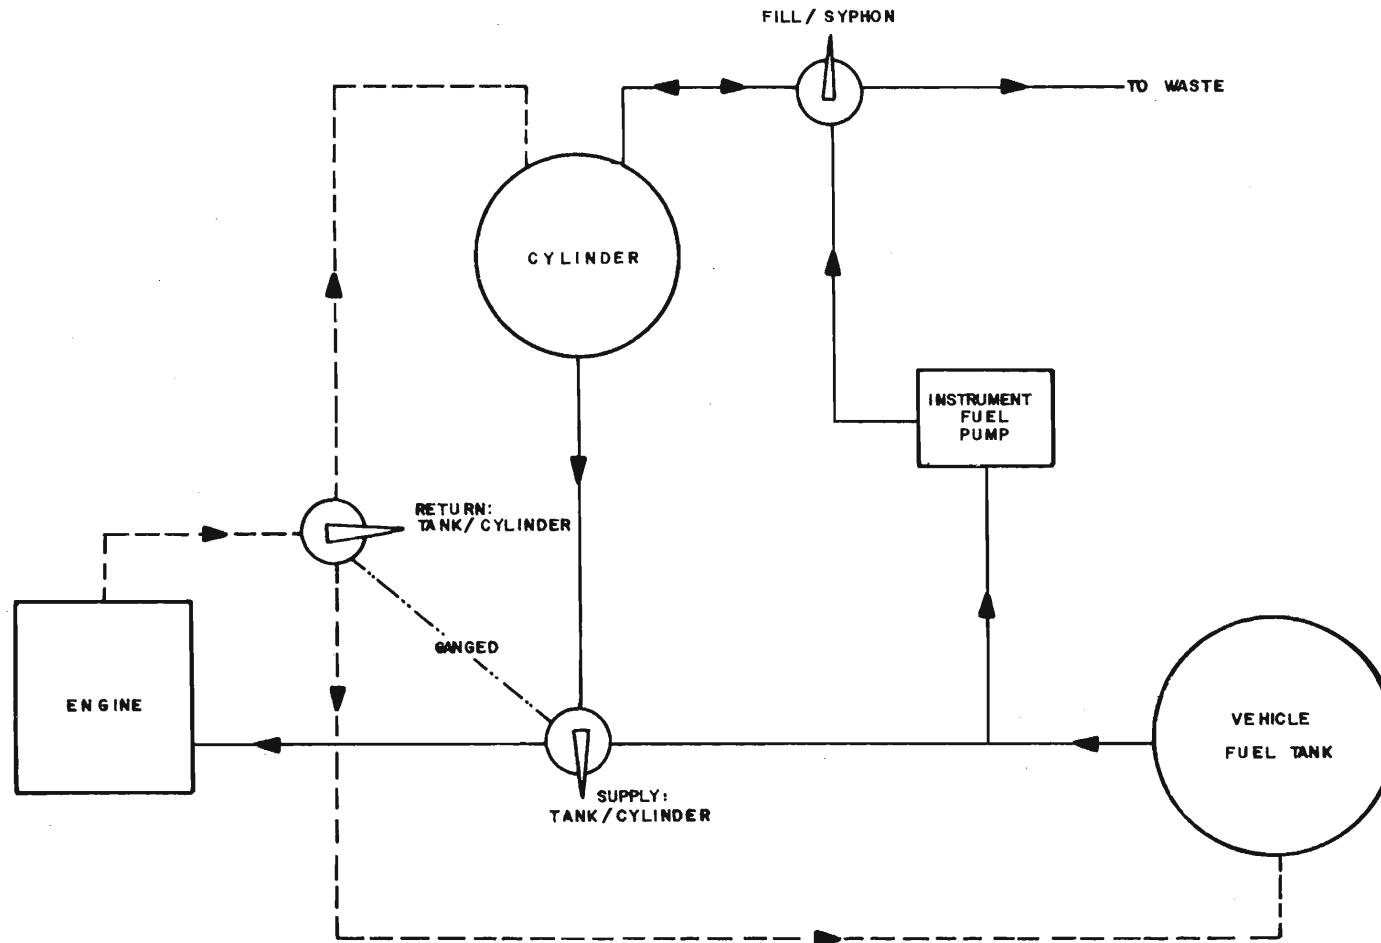 FILL/ SYPHON
TO WASTE
CYLINDER
INSTRUMENT
FUEL
PUMP
RETURN:
TANK/CYLINDER
GANGED
ENGINE
VEHICLE
FUEL TANK
SUPPLY:
TANK/CYLINDER